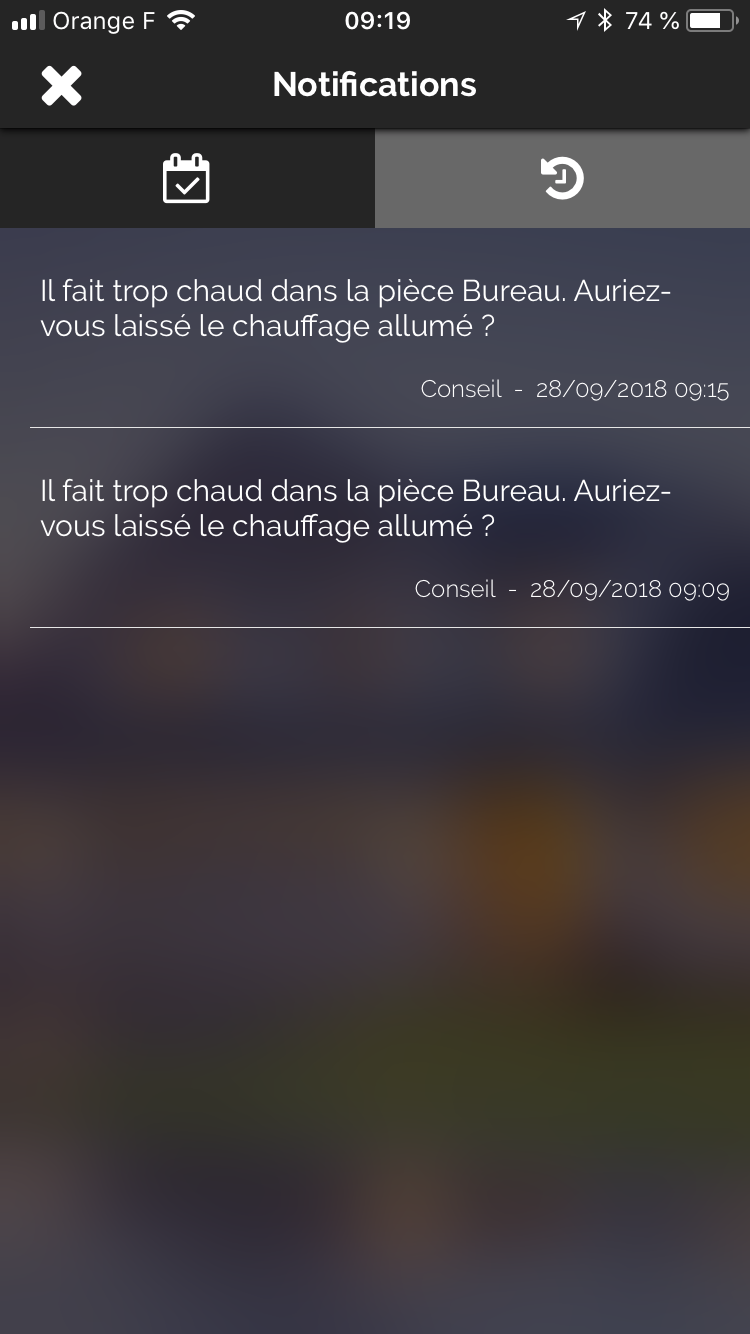 Orange F 09:19 74 %
Notifications
Il fait trop chaud dans la pièce Bureau. Auriez-
vous laissé le chauffage allumé ?
Conseil - 28/09/2018 09:15
Il fait trop chaud dans la pièce Bureau. Auriez-
vous laissé le chauffage allumé ?
Conseil - 28/09/2018 09:09